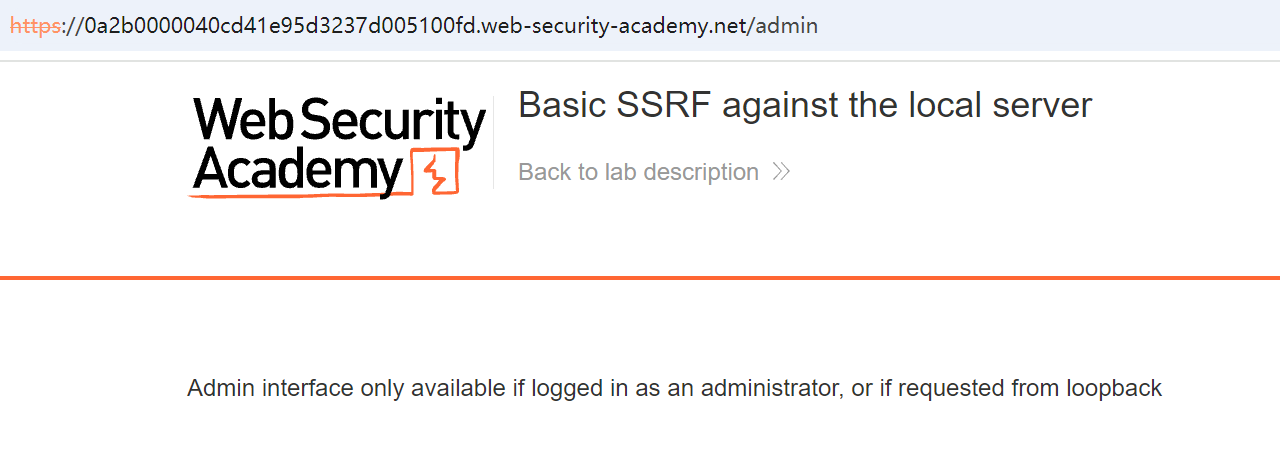 https://0a2b0000040cd41e95d3237d005100fd.web-security-academy.net/admin
Web Security
Academy
Basic SSRF against the local server
Back to lab description
Admin interface only available if logged in as an administrator, or if requested from loopback